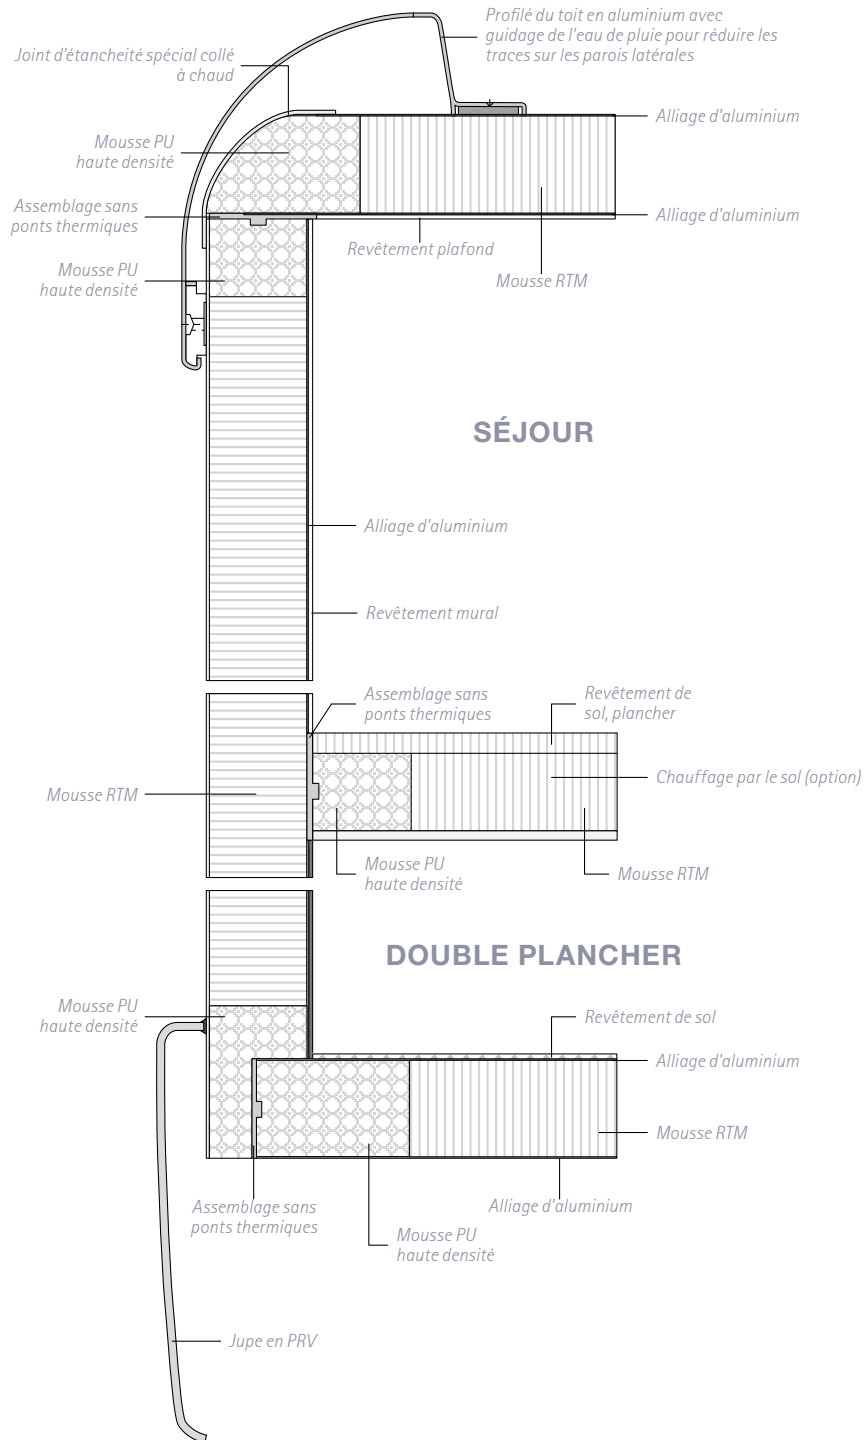 Profilé du toit en aluminium avec
guidage de l'eau de pluie pour réduire les
traces sur les parois latérales
Joint d'étancheité spécial collé
à chaud
Alliage d'aluminium
Mousse PU
haute densité
Assemblage sans
ponts thermiques
Alliage d'aluminium
Revêtement plafond
Mousse PU
haute densité
Mousse RTM
SÉJOUR
Alliage d'aluminium
Revêtement mural
Assemblage sans
ponts thermiques
Revêtement de
sol, plancher
Chauffage par le sol (option)
Mousse RTM
Mousse PU
haute densité
Mousse RTM
DOUBLE PLANCHER
Mousse PU
haute densité
Revêtement de sol
Alliage d'aluminium
Mousse RTM
Assemblage sans
ponts thermiques
Alliage d'aluminium
Mousse PU
haute densité
Jupe en PRV